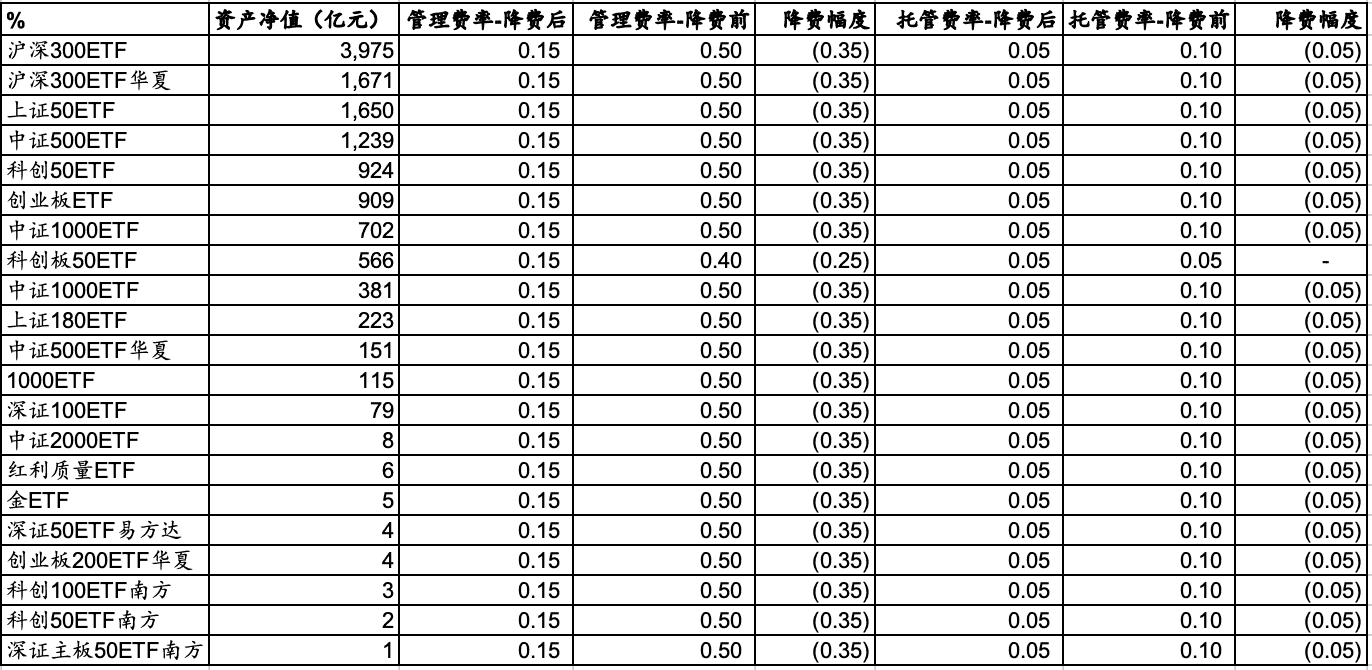 % 资产净值（亿元） 管理费率-降费后 管理费率-降费前 降费幅度 托管费率-降费后 托管费率-降费前 降费幅度
沪深300ETF 3,975 0.15 0.50 (0.35) 0.05 0.10 (0.05)
沪深300ETF华夏 1,671 0.15 0.50 (0.35) 0.05 0.10 (0.05)
上证50ETF 1,650 0.15 0.50 (0.35) 0.05 0.10 (0.05)
中证500ETF 1,239 0.15 0.50 (0.35) 0.05 0.10 (0.05)
科创50ETF 924 0.15 0.50 (0.35) 0.05 0.10 (0.05)
创业板ETF 909 0.15 0.50 (0.35) 0.05 0.10 (0.05)
中证1000ETF 702 0.15 0.50 (0.35) 0.05 0.10 (0.05)
科创板50ETF 566 0.15 0.40 (0.25) 0.05 0.05 -
中证1000ETF 381 0.15 0.50 (0.35) 0.05 0.10 (0.05)
上证180ETF 223 0.15 0.50 (0.35) 0.05 0.10 (0.05)
中证500ETF华夏 151 0.15 0.50 (0.35) 0.05 0.10 (0.05)
1000ETF 115 0.15 0.50 (0.35) 0.05 0.10 (0.05)
深证100ETF 79 0.15 0.50 (0.35) 0.05 0.10 (0.05)
中证2000ETF 8 0.15 0.50 (0.35) 0.05 0.10 (0.05)
红利质量ETF 6 0.15 0.50 (0.35) 0.05 0.10 (0.05)
金ETF 5 0.15 0.50 (0.35) 0.05 0.10 (0.05)
深证50ETF易方达 4 0.15 0.50 (0.35) 0.05 0.10 (0.05)
创业板200ETF华夏 4 0.15 0.50 (0.35) 0.05 0.10 (0.05)
科创100ETF南方 3 0.15 0.50 (0.35) 0.05 0.10 (0.05)
科创50ETF南方 2 0.15 0.50 (0.35) 0.05 0.10 (0.05)
深证主板50ETF南方 1 0.15 0.50 (0.35) 0.05 0.10 (0.05)